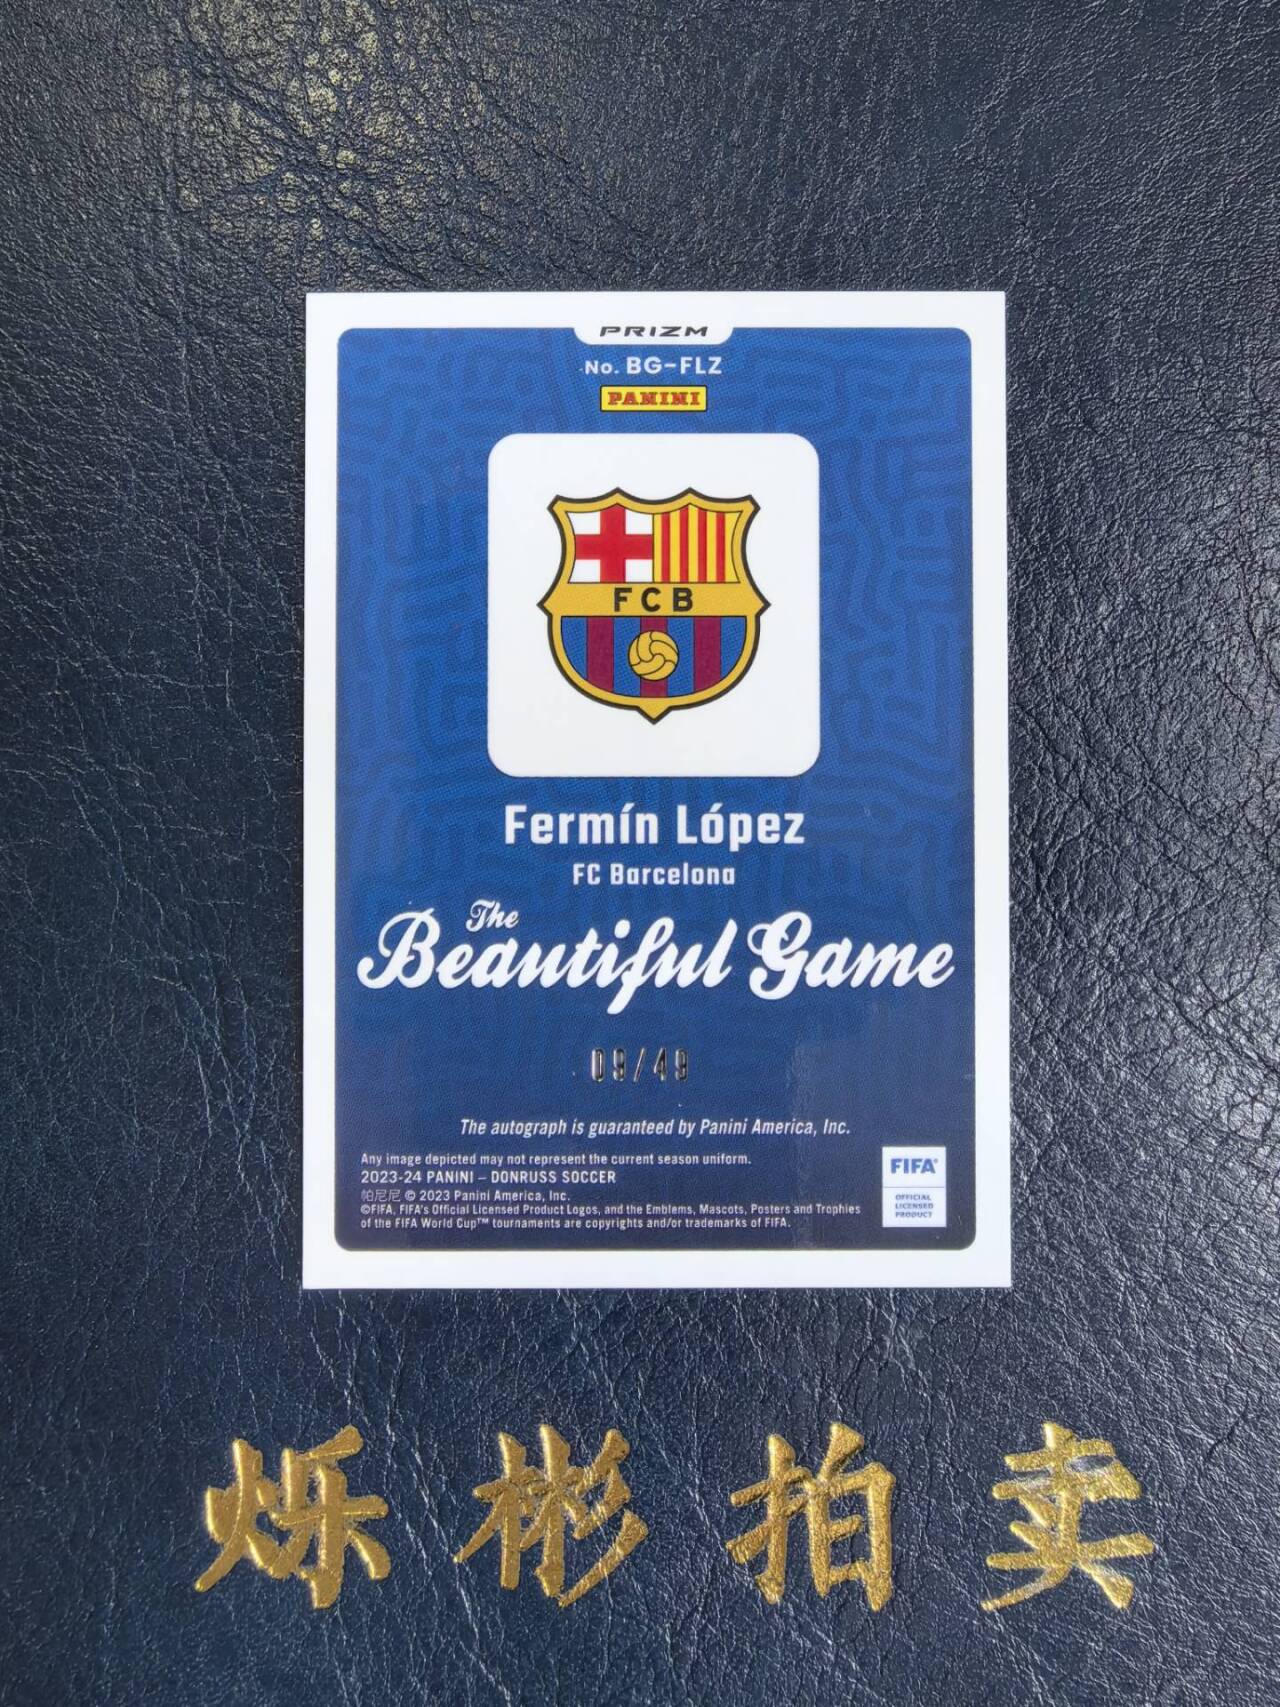 PRIZM
No. BG-FLZ
PANINI
FCB
Fermín López
FC Barcelona
The
Beautiful Game
09/49
The autograph is guaranteed by Panini America, Inc.
Any image depicted may not represent the current season uniform.
2023-24 PANINI – DONRUSS SOCCER
帕尼尼 © 2023 Panini America, Inc.
©FIFA, FIFA's Official Licensed Product Logos, and the Emblems, Mascots, Posters and Trophies
of the FIFA World Cup™ tournaments are copyrights and/or trademarks of FIFA.
FIFA®
OFFICIAL
LICENSED
PRODUCT
烁彬拍卖